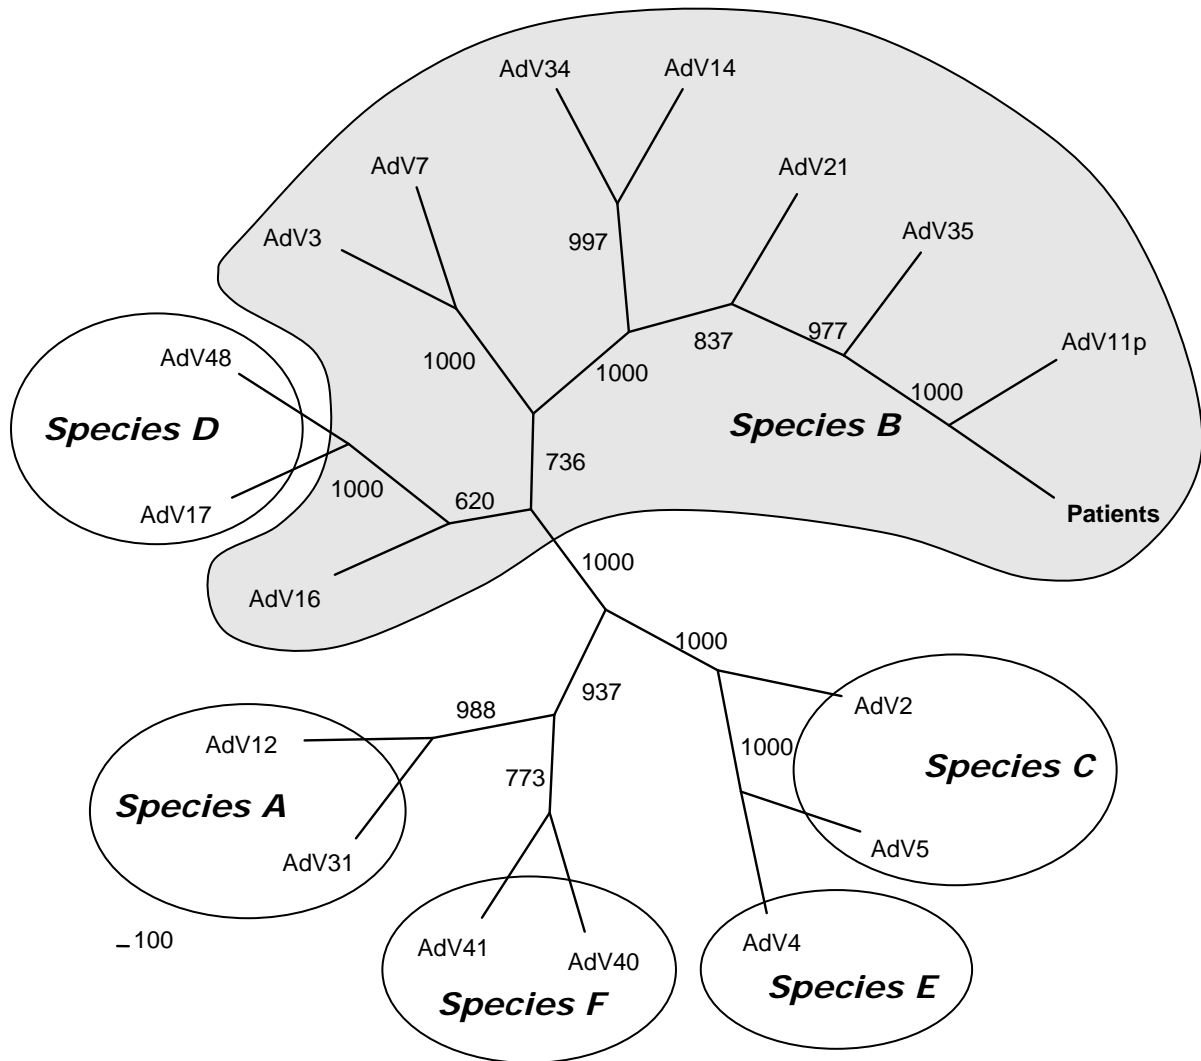 AdV34
AdV14
AdV7
AdV21
AdV3
997
AdV35
AdV48
1000
1000
837
977
AdV11p
Species D
1000
Species B
736
AdV17
1000
620
Patients
AdV16
1000
1000
937
988
AdV2
AdV12
1000
Species C
773
Species A
AdV31
AdV5
–100
AdV41
AdV40
AdV4
Species F
Species E